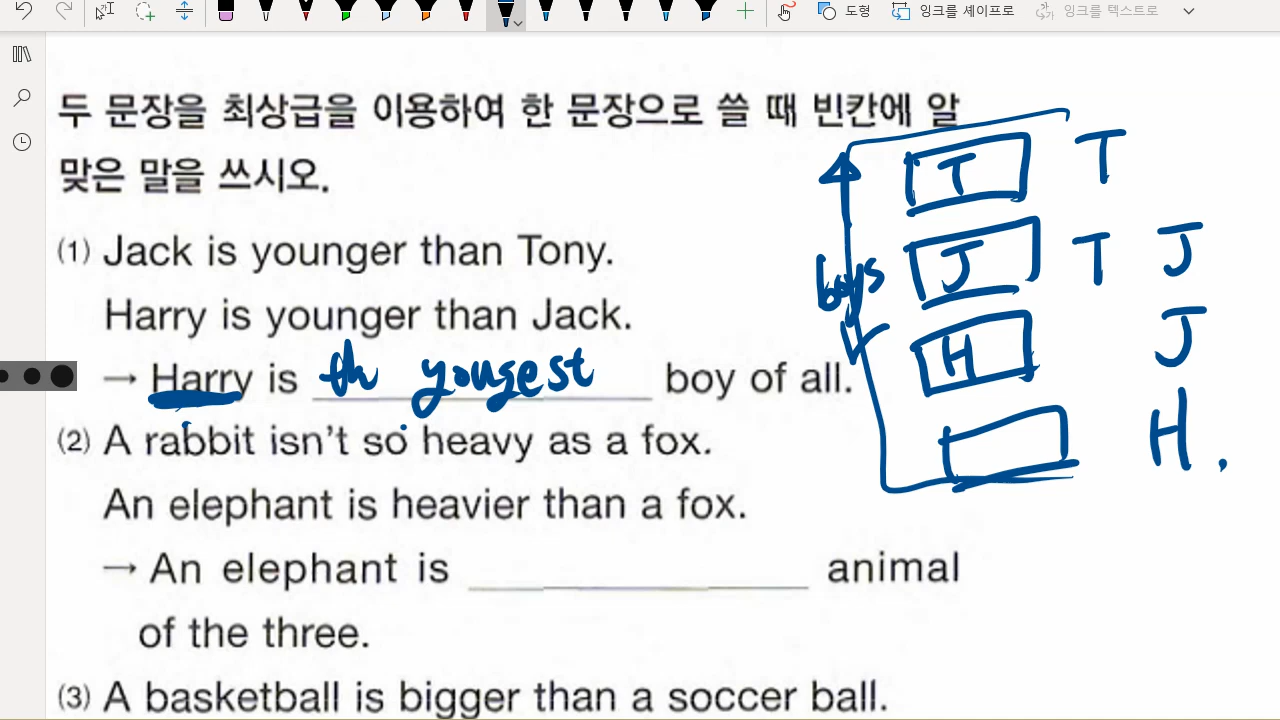 도형 잉크를 셰이프로 잉크를 텍스트로
두 문장을 최상급을 이용하여 한 문장으로 쓸 때 빈칸에 알
맞은 말을 쓰시오.
(1) Jack is younger than Tony.
Harry is younger than Jack.
→ Harry is th yougest boy of all.
(2) A rabbit isn't so heavy as a fox.
An elephant is heavier than a fox.
→ An elephant is ____ animal
of the three.
(3) A basketball is bigger than a soccer ball.
T T
J T J
boys
H J
H.